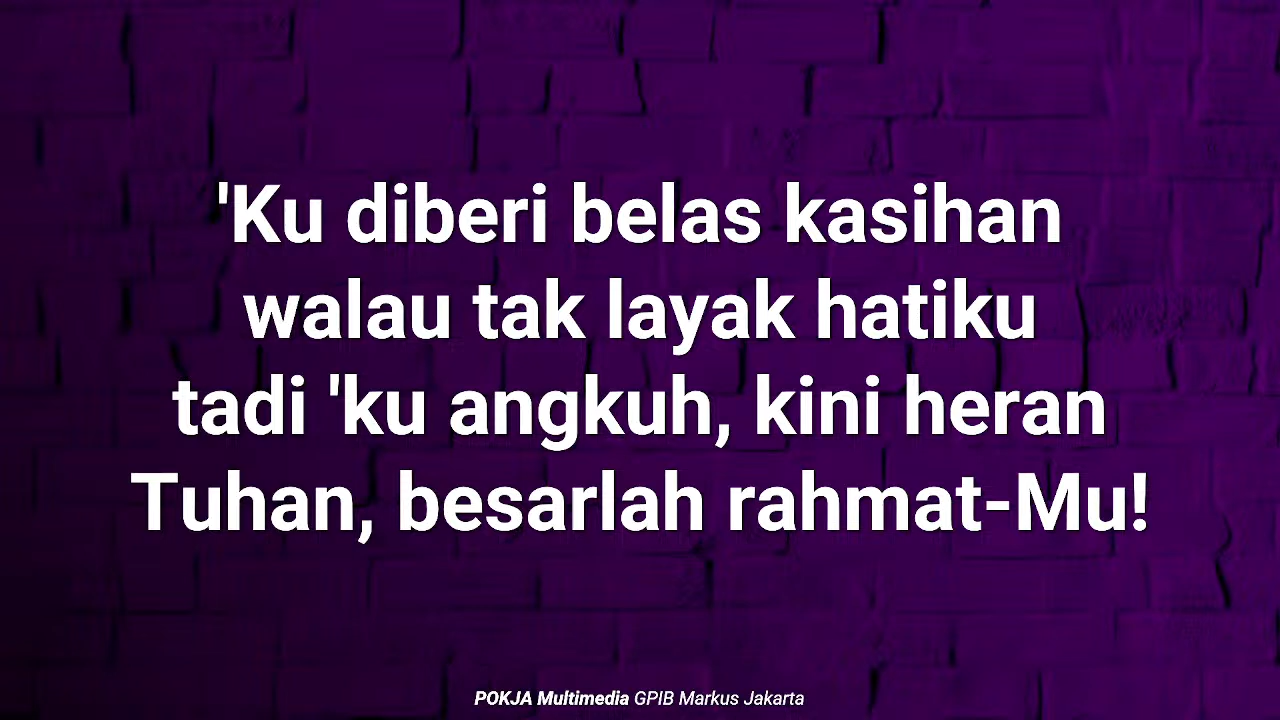 'Ku diberi belas kasihan
walau tak layak hatiku
tadi 'ku angkuh, kini heran
Tuhan, besarlah rahmat-Mu!
POKJA Multimedia GPIB Markus Jakarta